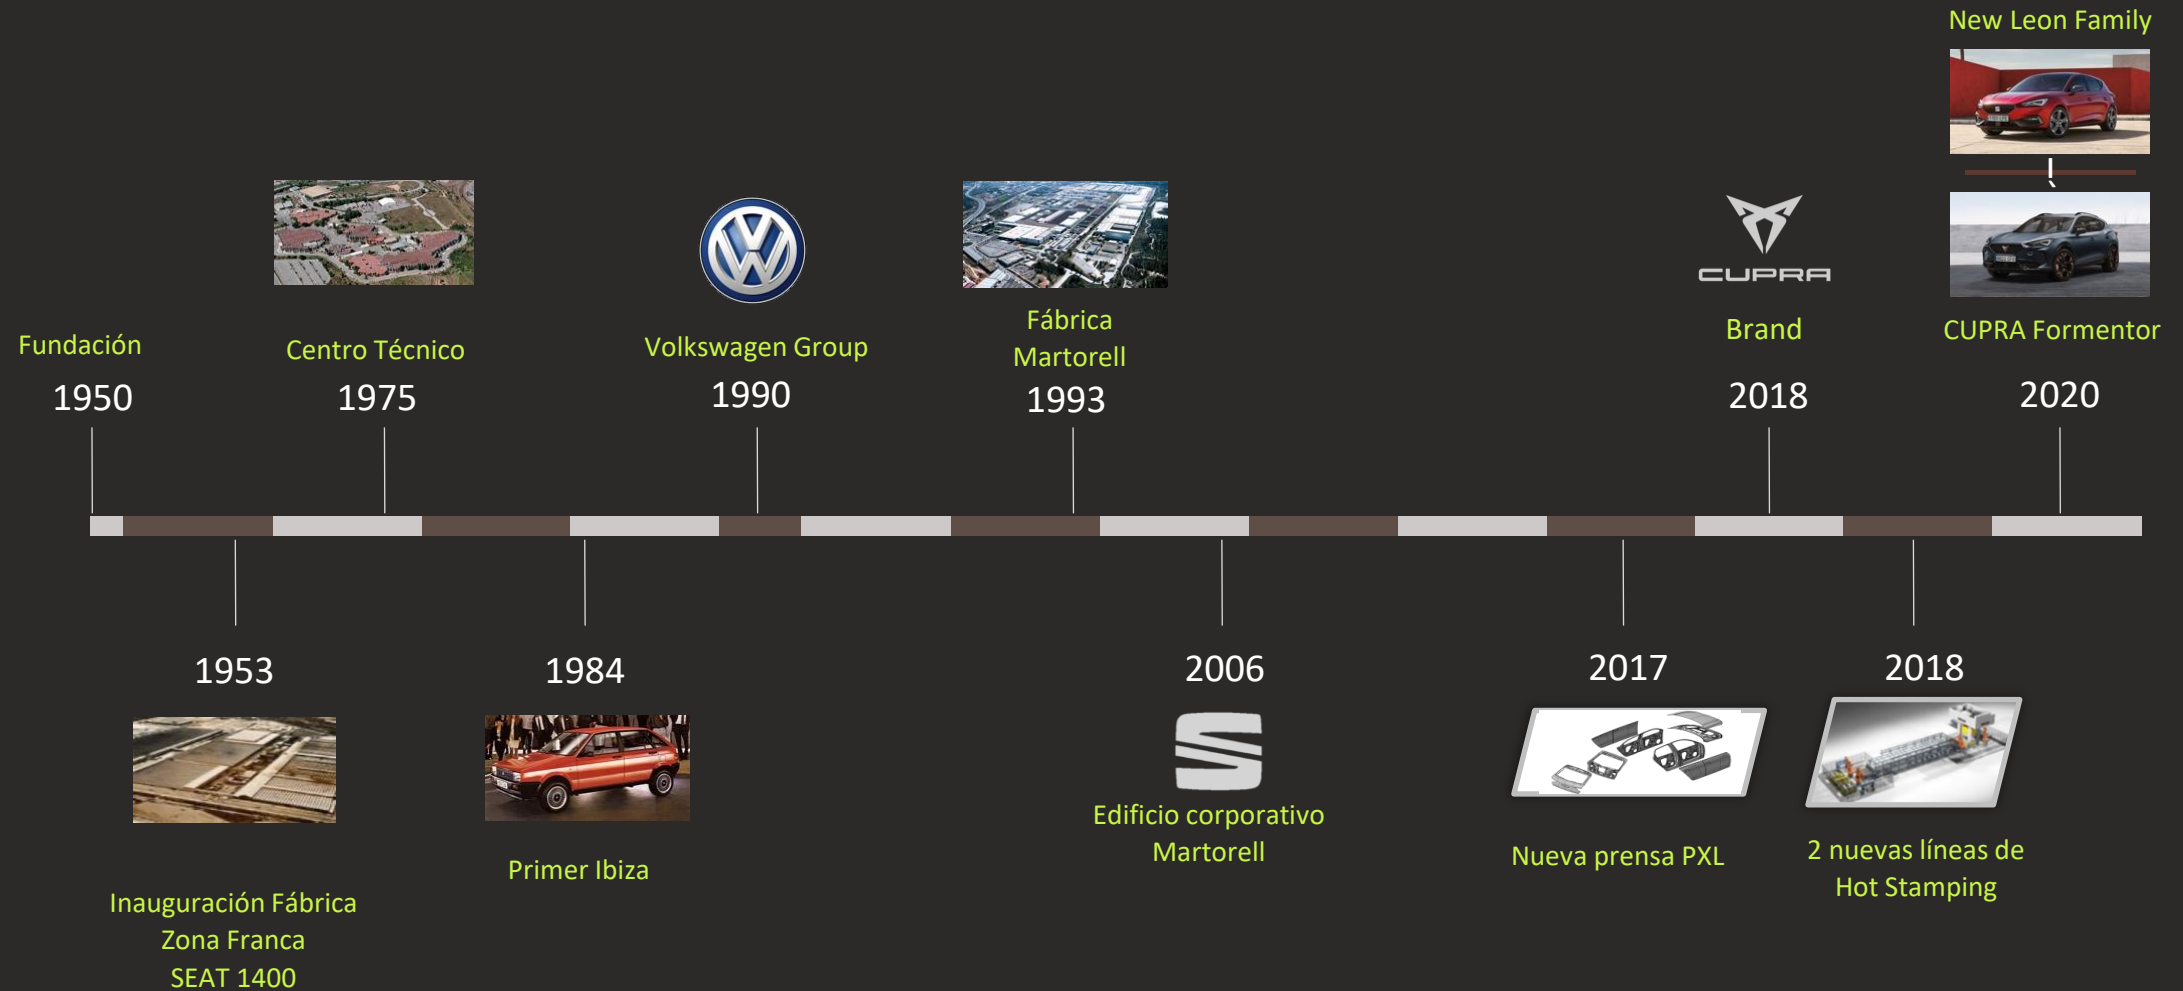 New Leon Family
CUPRA
Fundación
1950
Centro Técnico
1975
Volkswagen Group
1990
Fábrica
Martorell
1993
Brand
2018
CUPRA Formentor
2020
1953
Inauguración Fábrica
Zona Franca
SEAT 1400
1984
Primer Ibiza
2006
Edificio corporativo
Martorell
2017
Nueva prensa PXL
2018
2 nuevas líneas de
Hot Stamping